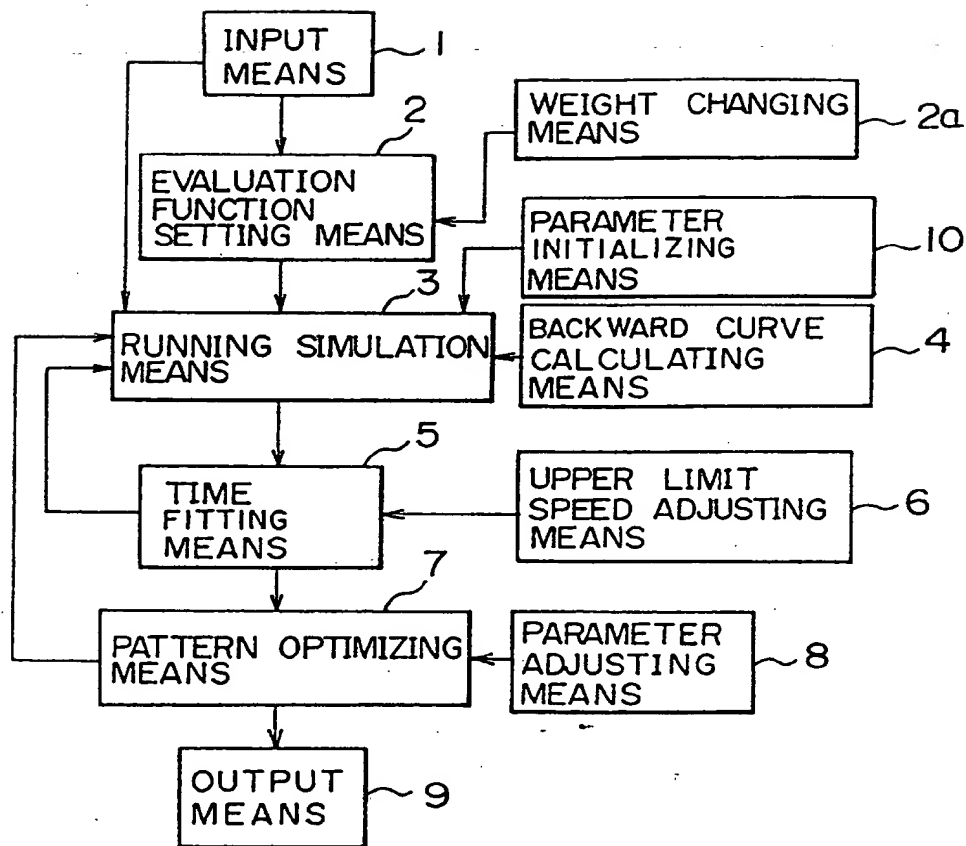 INPUT
MEANS
1
WEIGHT CHANGING
MEANS
2a
2
EVALUATION
FUNCTION
SETTING MEANS
PARAMETER
INITIALIZING
MEANS
10
3
RUNNING SIMULATION
MEANS
BACKWARD CURVE
CALCULATING
MEANS
4
5
TIME
FITTING
MEANS
UPPER LIMIT
SPEED ADJUSTING
MEANS
6
7
PATTERN OPTIMIZING
MEANS
PARAMETER
ADJUSTING
MEANS
8
OUTPUT
MEANS
9